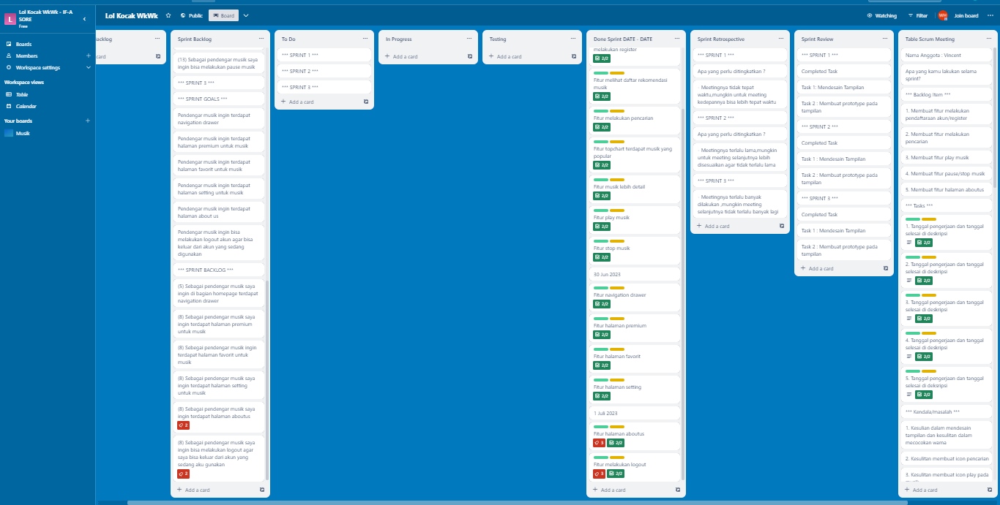 Lol Kocak WkWk - IF-A
SORE
Free
Boards
Members
Workspace settings
Workspace views
Table
Calendar
Your boards
Musik
Lol Kocak WkWk
Public
Board
Watching
Filter
WH
Join board
acklog
card
Sprint Backlog
(13) Sebagai pendengar musik saya
ingin bisa melakukan pause musik
*** SPRINT 3 ***
*** SPRINT GOALS ***
Pendengar musik ingin terdapat
navigation drawer
Pendengar musik ingin terdapat
halaman premium untuk musik
Pendengar musik ingin terdapat
halaman favorit untuk musik
Pendengar musik ingin terdapat
halaman setting untuk musik
Pendengar musik ingin terdapat
halaman about us
Pendengar musik ingin bisa
melakukan logout akun agar bisa
keluar dari akun yang sedang
digunakan
*** SPRINT BACKLOG ***
(5) Sebagai pendengar musik saya
ingin di bagian homepage terdapat
navigation drawer
(8) Sebagai pendengar musik saya
ingin terdapat halaman premium
untuk musik
(8) Sebagai pendengar musik ingin
terdapat halaman favorit untuk
musik
(8) Sebagai pendengar musik saya
ingin terdapat halaman setting
untuk musik
(8) Sebagai pendengar musik saya
ingin terdapat halaman aboutus
2
(8) Sebagai pendengar musik saya
ingin bisa melakukan logout agar
saya bisa keluar dari akun yang
sedang aku gunakan
2
Add a card
To Do
*** SPRINT 1 ***
*** SPRINT 2 ***
*** SPRINT 3 ***
Add a card
In Progress
Add a card
Testing
Add a card
Done Sprint DATE - DATE
melakukan register
2/2
Fitur melihat daftar rekomendasi
musik
2/2
Fitur melakukan pencarian
2/2
Fitur topchart terdapat musik yang
popular
2/2
Fitur musik lebih detail
2/2
Fitur play musik
2/2
Fitur stop musik
2/2
30 Jun 2023
Fitur navigation drawer
2/2
Fitur halaman premium
2/2
Fitur halaman favorit
2/2
Fitur halaman setting
2/2
1 Juli 2023
Fitur halaman aboutus
3 2/2
Fitur melakukan logout
3 2/2
Add a card
Sprint Retrospective
*** SPRINT 1 ***
Apa yang perlu ditingkatkan ?
· Meetingnya tidak tepat
waktu,mungkin untuk meeting
kedepannya bisa lebih tepat waktu
*** SPRINT 2 ***
Apa yang perlu ditingkatkan ?
· Meetingnya terlalu lama,mungkin
untuk meeting selanjutnya lebih
disesuaikan agar tidak terlalu lama
*** SPRINT 3 ***
· Meetingnya terlalu banyak
dilakukan ,mungkin meeting
selanjutnya tidak terlalu banyak lagi
Add a card
Sprint Review
*** SPRINT 1 ***
Completed Task
Task 1: Mendesain Tampilan
Task 2 : Membuat prototype pada
tampilan
*** SPRINT 2 ***
Completed Task
Task 1 : Mendesain Tampilan
Task 2 : Membuat prototype pada
tampilan
*** SPRINT 3 ***
Completed Task
Task 1 : Mendesain Tampilan
Task 2 : Membuat prototype pada
tampilan
Add a card
Table Scrum Meeting
Nama Anggota : Vincent
Apa yang kamu lakukan selama
sprint?
*** Backlog Item ***
1. Membuat fitur melakukan
pendaftaraan akun/register
2. Membuat fitur melakukan
pencarian
3. Membuat fitur play musik
4. Membuat fitur pause/stop musik
5. Membuat fitur halaman aboutus
*** Tasks ***
1. Tanggal pengerjaan dan tanggal
selesai di deskripsi
2/2
2. Tanggal pengerjaan dan tanggal
selesai di deskripsi
2/2
3. Tanggal pengerjaan dan tanggal
selesai di deskripsi
2/2
4. Tanggal pengerjaan dan tanggal
selesai di deskripsi
2/2
5. Tanggal pengerjaan dan tanggal
selesai di deksripsi
2/2
*** Kendala/masalah ***
1. Kesulian dalam mendesain
tampilan dan kesulitan dalam
mecocokan warna
2. Kesulitan membuat icon pencarian
3. Kesulitan membuat icon play pada
Add a card